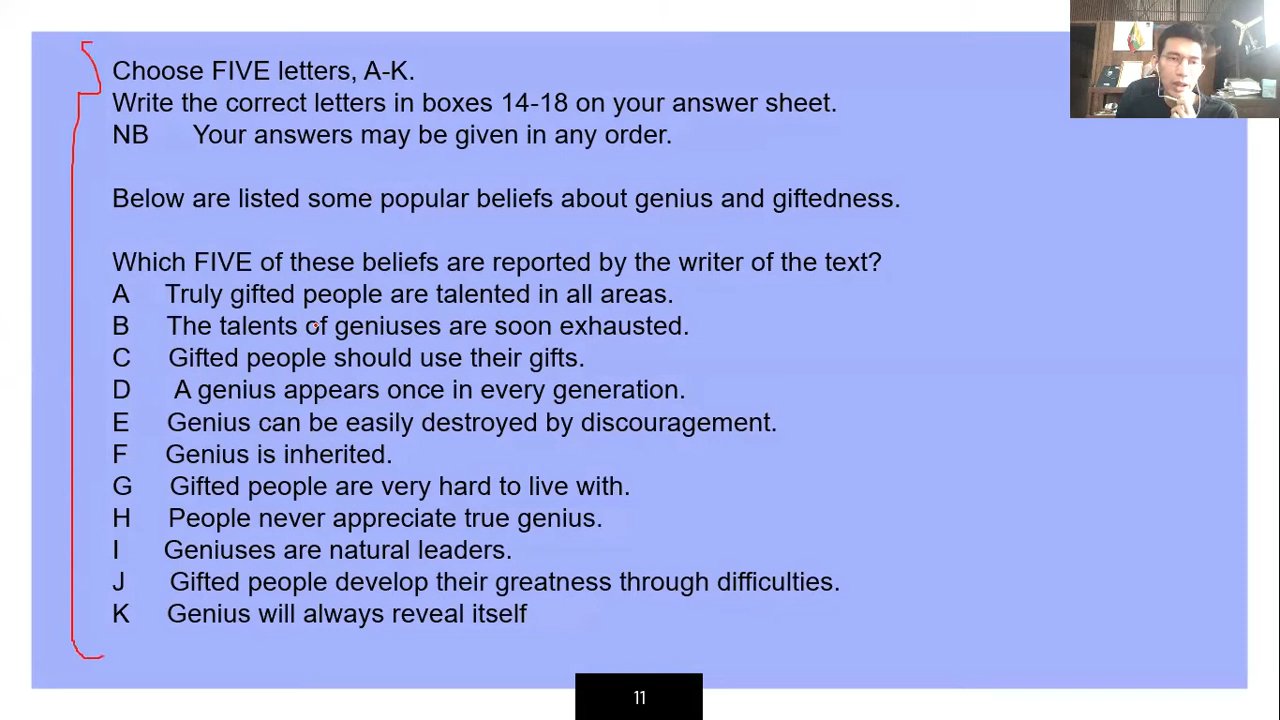 Choose FIVE letters, A-K.
Write the correct letters in boxes 14-18 on your answer sheet.
NB Your answers may be given in any order.
Below are listed some popular beliefs about genius and giftedness.
Which FIVE of these beliefs are reported by the writer of the text?
A Truly gifted people are talented in all areas.
B The talents of geniuses are soon exhausted.
C Gifted people should use their gifts.
D A genius appears once in every generation.
E Genius can be easily destroyed by discouragement.
F Genius is inherited.
G Gifted people are very hard to live with.
H People never appreciate true genius.
I Geniuses are natural leaders.
J Gifted people develop their greatness through difficulties.
K Genius will always reveal itself
11